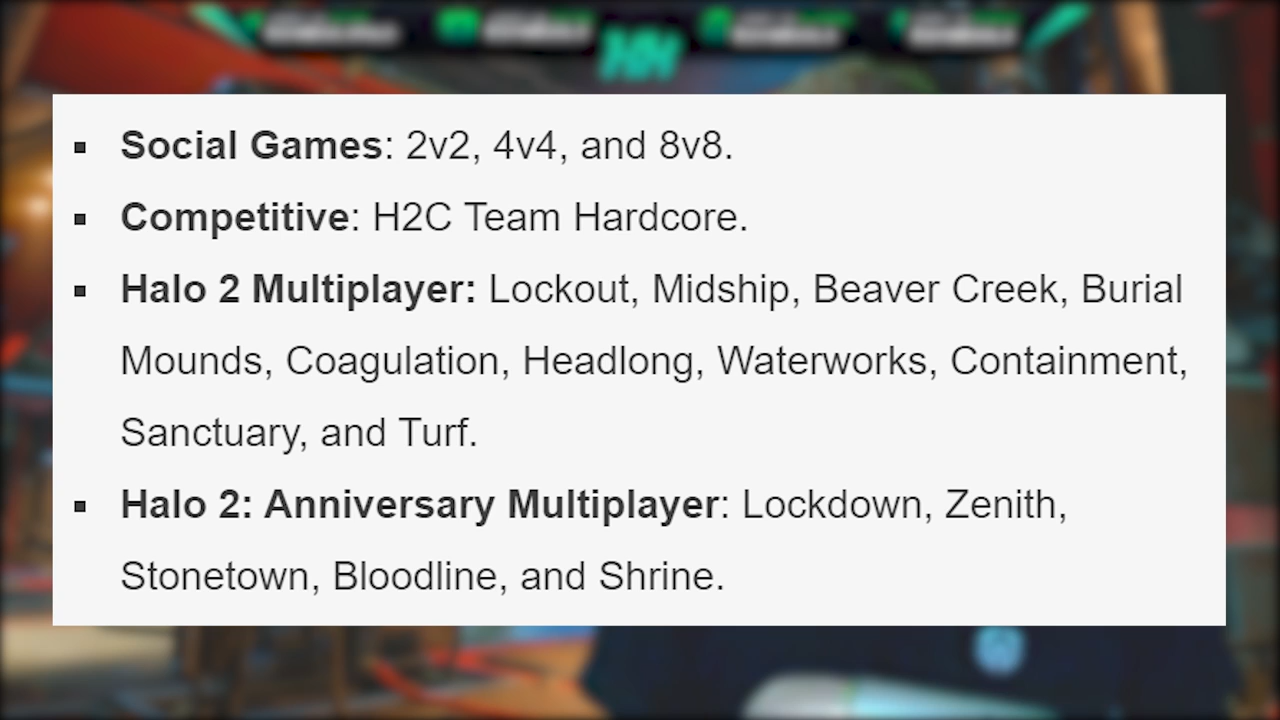 HH
▪ Social Games: 2v2, 4v4, and 8v8.
▪ Competitive: H2C Team Hardcore.
▪ Halo 2 Multiplayer: Lockout, Midship, Beaver Creek, Burial
Mounds, Coagulation, Headlong, Waterworks, Containment,
Sanctuary, and Turf.
▪ Halo 2: Anniversary Multiplayer: Lockdown, Zenith,
Stonetown, Bloodline, and Shrine.